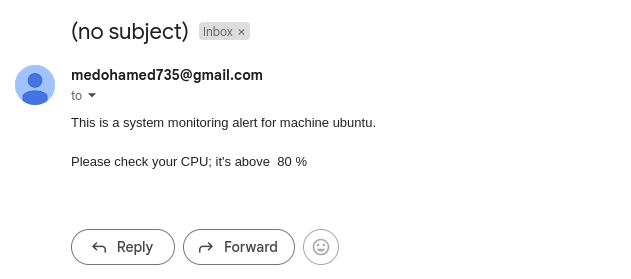 (no subject) Inbox ×
medohamed735@gmail.com
to
This is a system monitoring alert for machine ubuntu.
Please check your CPU; it's above  80 %
Reply Forward